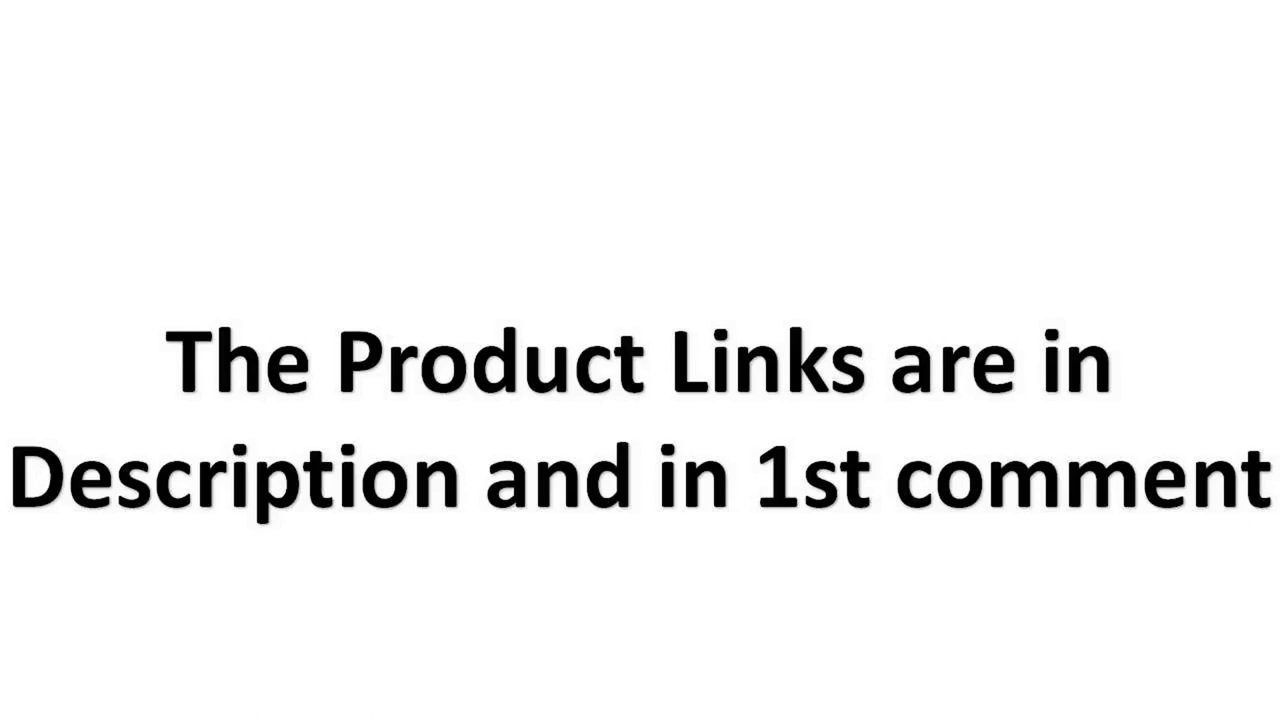 The Product Links are in
Description and in 1st comment